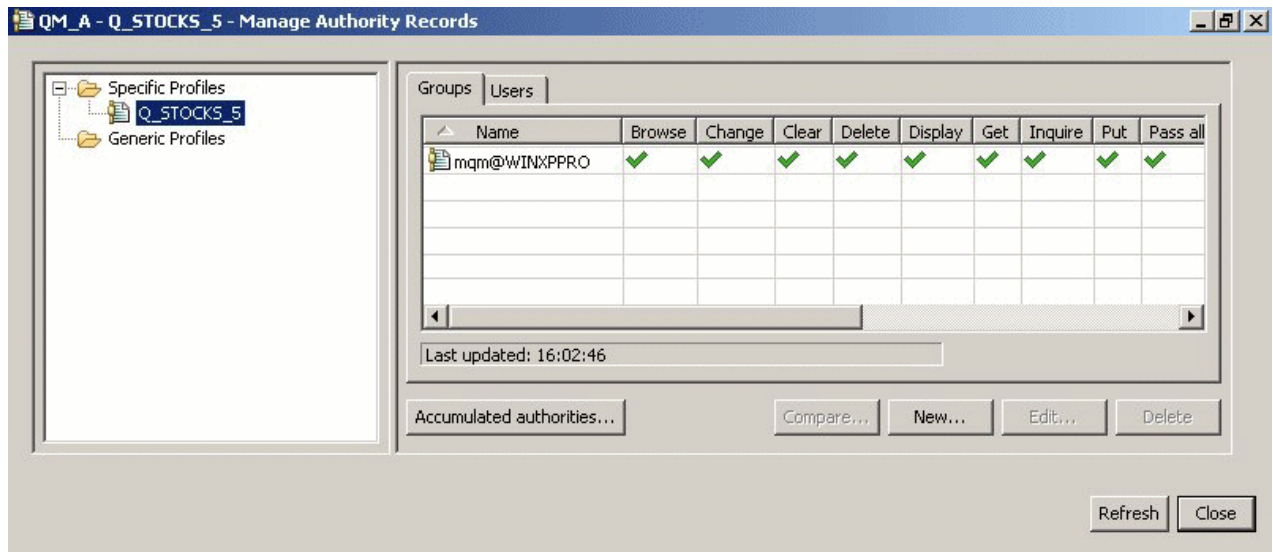 QM_A - Q_STOCKS_5 - Manage Authority Records
Specific Profiles
Q_STOCKS_5
Generic Profiles
Groups Users
Name Browse Change Clear Delete Display Get Inquire Put Pass all
mqm@WINXPPRO
Last updated: 16:02:46
Accumulated authorities... Compare... New... Edit... Delete
Refresh Close